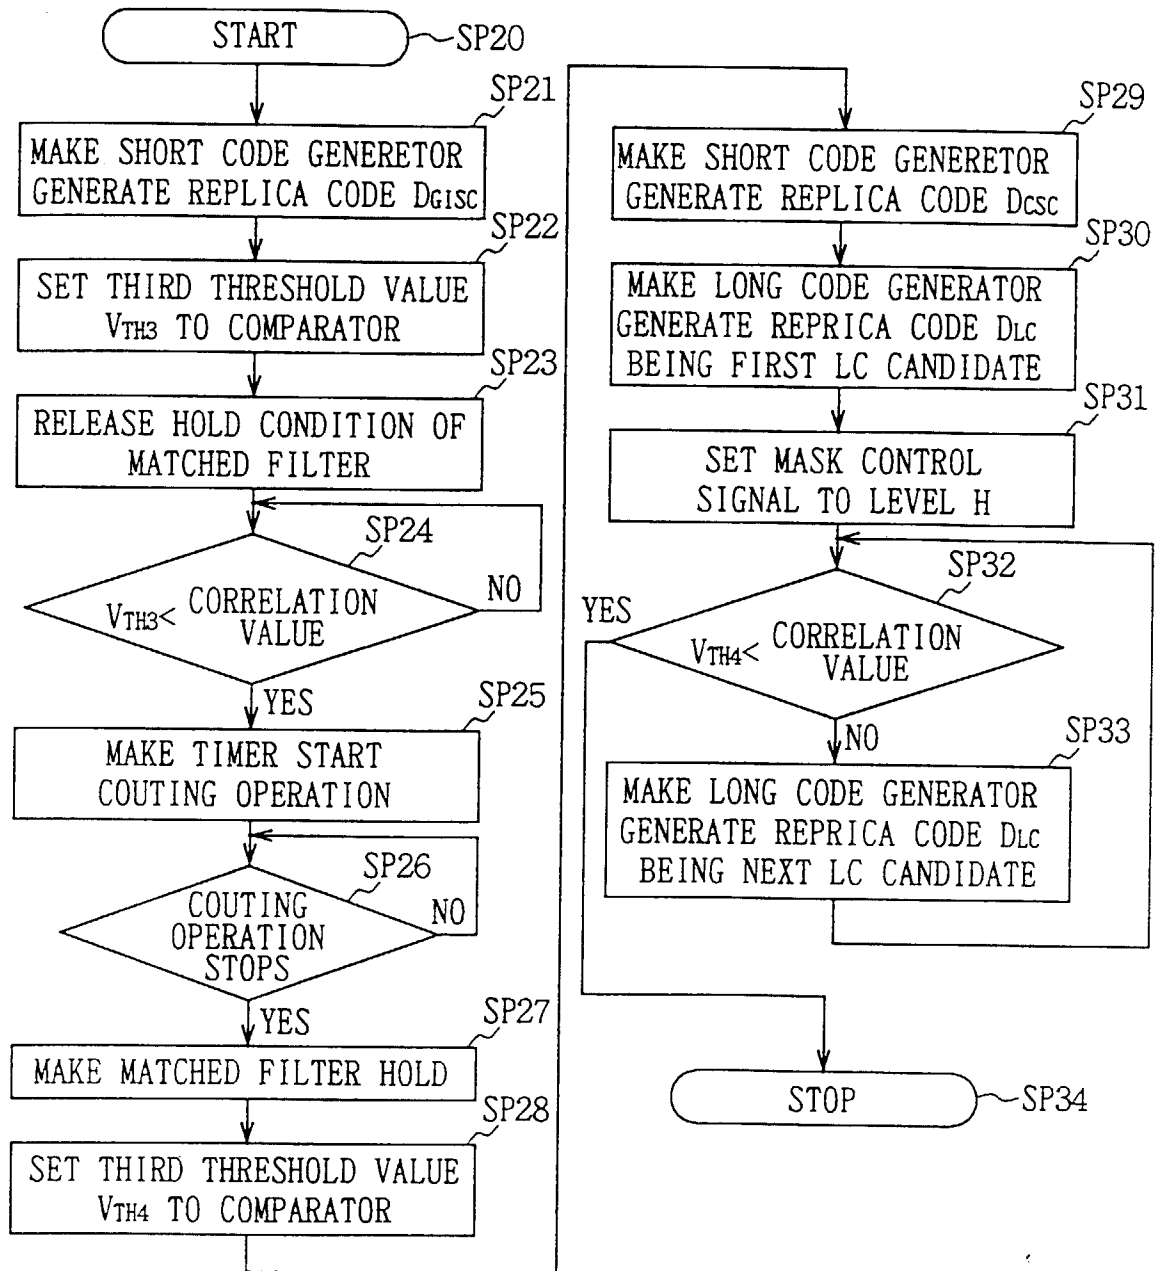 START
SP20
SP21
MAKE SHORT CODE GENERETOR
GENERATE REPLICA CODE DGISC
SP22
SET THIRD THRESHOLD VALUE
VTH3 TO COMPARATOR
SP23
RELEASE HOLD CONDITION OF
MATCHED FILTER
SP24
VTH3< CORRELATION
VALUE
NO
YES
SP25
MAKE TIMER START
COUTING OPERATION
SP26
COUTING
OPERATION
STOPS
NO
YES
SP27
MAKE MATCHED FILTER HOLD
SP28
SET THIRD THRESHOLD VALUE
VTH4 TO COMPARATOR
SP29
MAKE SHORT CODE GENERETOR
GENERATE REPLICA CODE DCSC
SP30
MAKE LONG CODE GENERATOR
GENERATE REPRICA CODE DLC
BEING FIRST LC CANDIDATE
SP31
SET MASK CONTROL
SIGNAL TO LEVEL H
SP32
YES
VTH4< CORRELATION
VALUE
NO
SP33
MAKE LONG CODE GENERATOR
GENERATE REPRICA CODE DLC
BEING NEXT LC CANDIDATE
STOP
SP34